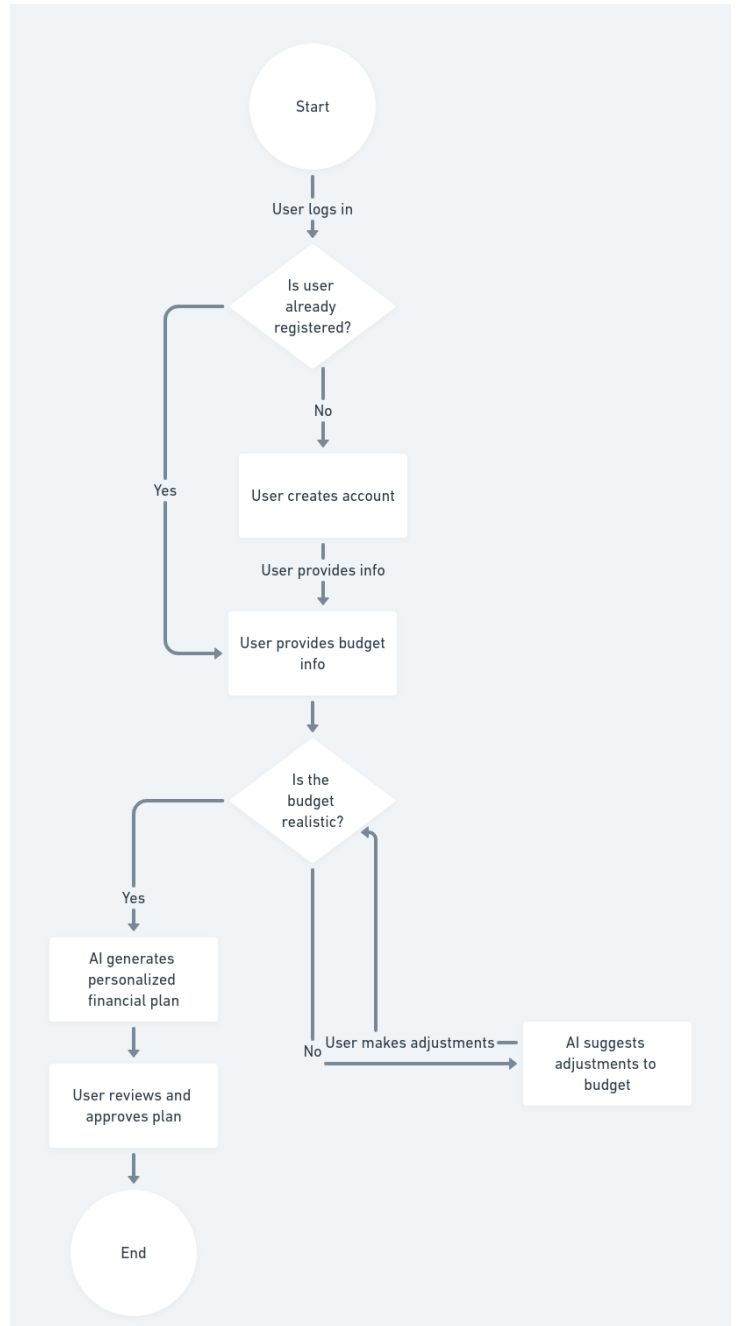 Start
User logs in
Is user
already
registered?
No
Yes
User creates account
User provides info
User provides budget
info
Is the
budget
realistic?
Yes
AI generates
personalized
financial plan
No
User makes adjustments
AI suggests
adjustments to
budget
User reviews and
approves plan
End